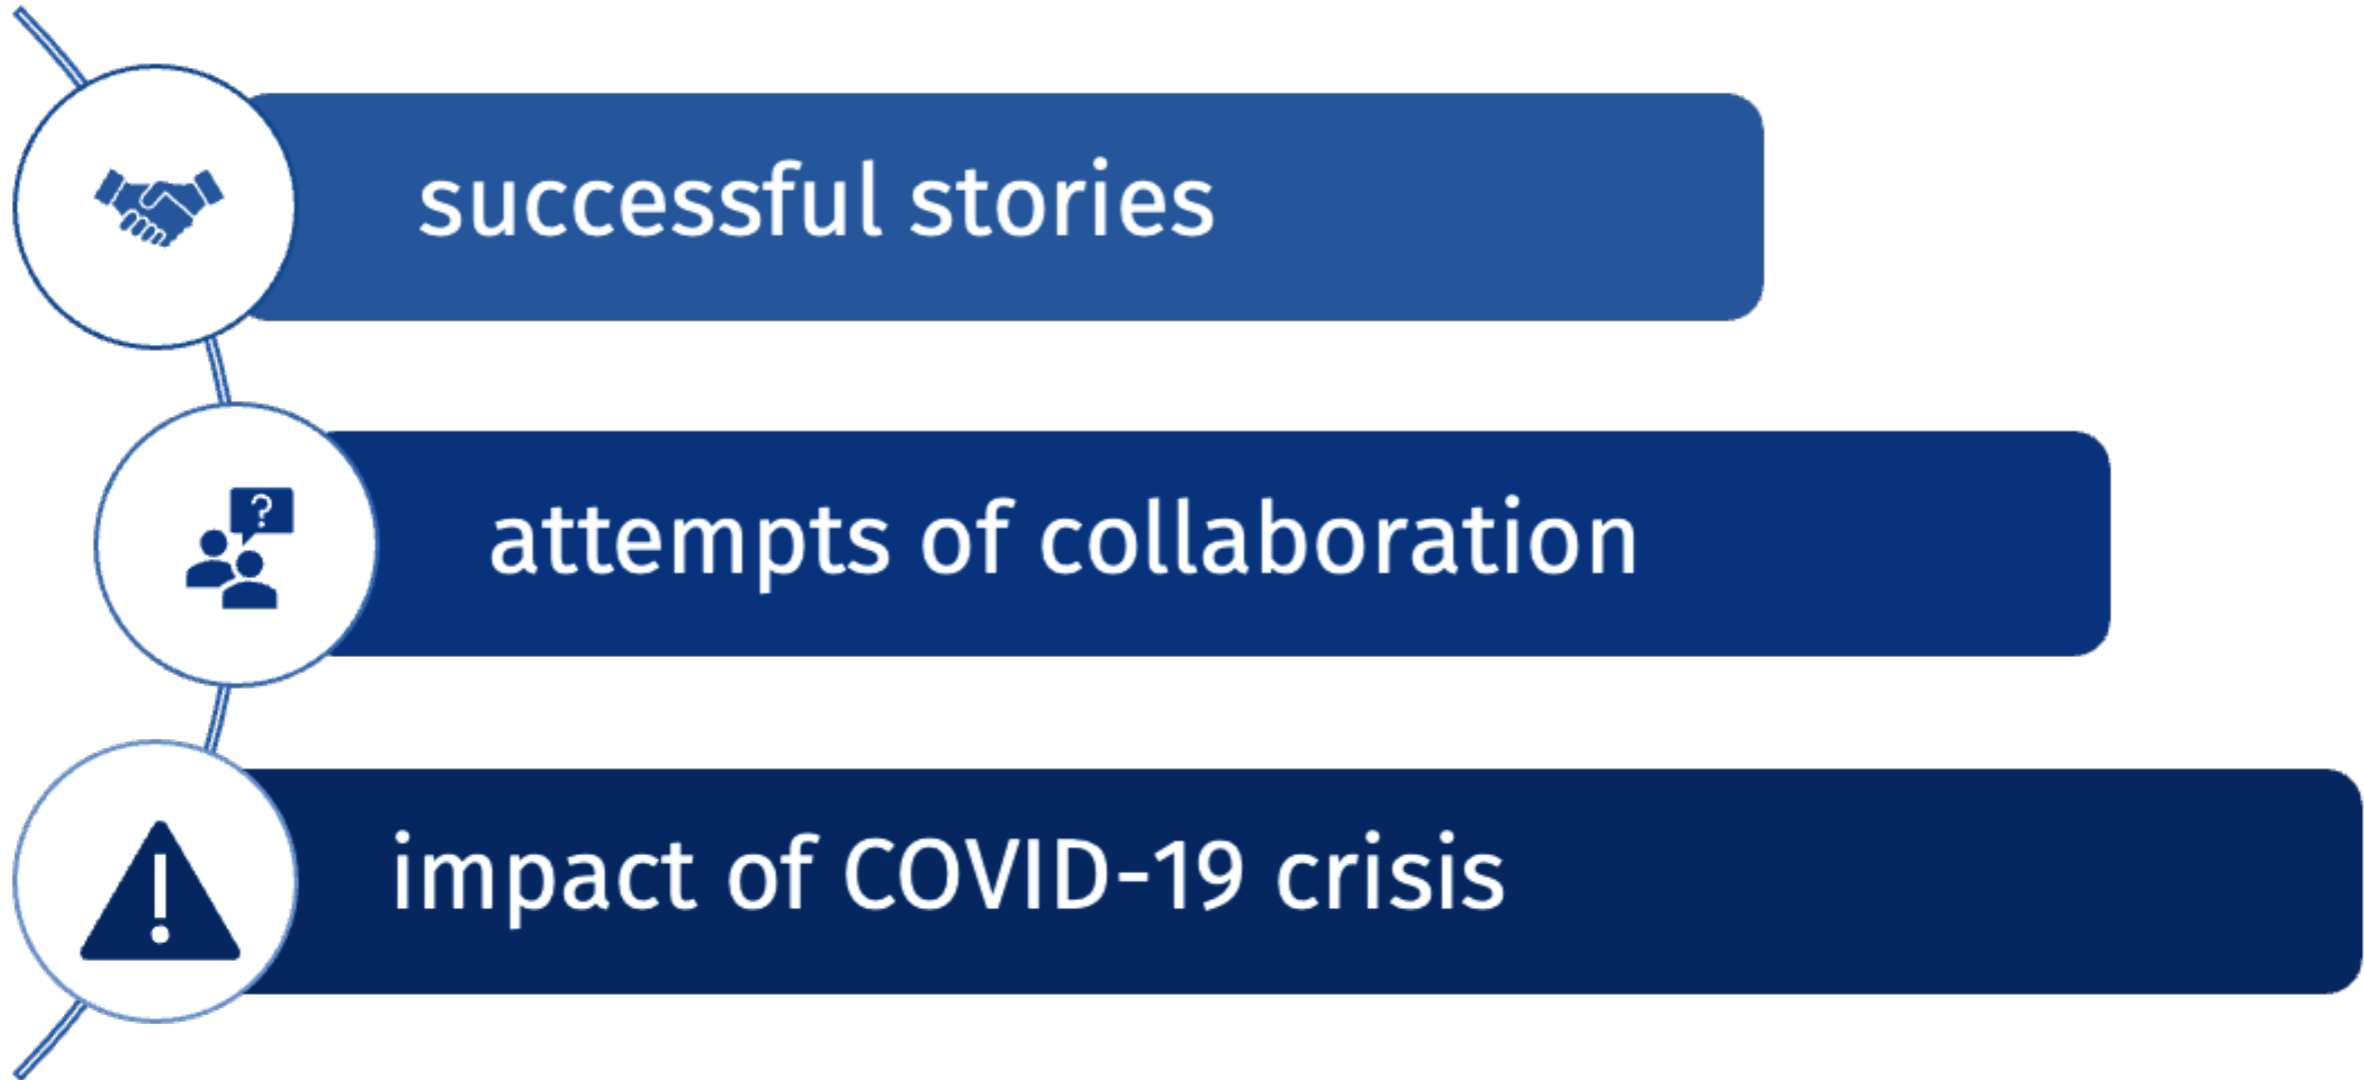 successful stories
?
attempts of collaboration
!
impact of COVID-19 crisis